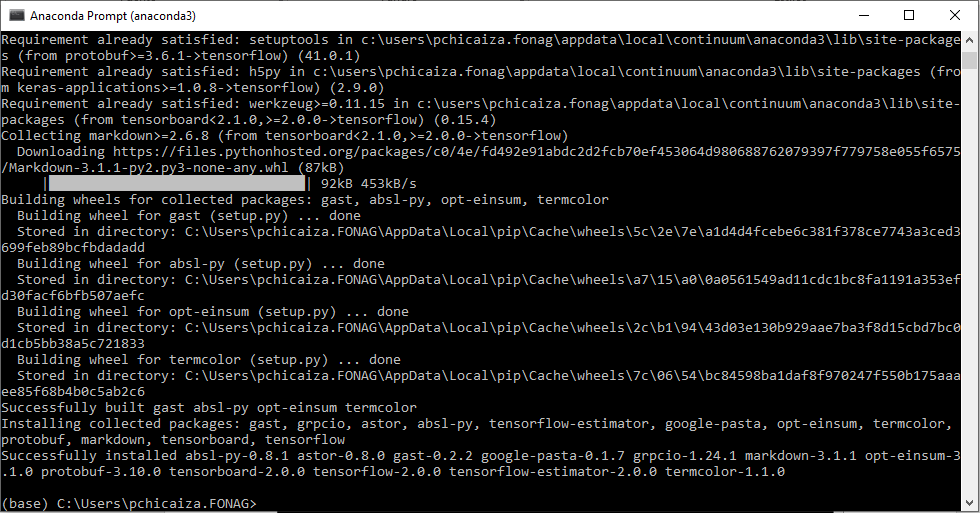 Anaconda Prompt (anaconda3)
Requirement already satisfied: setuptools in c:\users\pchicaiza.fonag\appdata\local\continuum\anaconda3\lib\site-package
s (from protobuf>=3.6.1->tensorflow) (41.0.1)
Requirement already satisfied: h5py in c:\users\pchicaiza.fonag\appdata\local\continuum\anaconda3\lib\site-packages (fro
m keras-applications>=1.0.8->tensorflow) (2.9.0)
Requirement already satisfied: werkzeug>=0.11.15 in c:\users\pchicaiza.fonag\appdata\local\continuum\anaconda3\lib\site-
packages (from tensorboard<2.1.0,>=2.0.0->tensorflow) (0.15.4)
Collecting markdown>=2.6.8 (from tensorboard<2.1.0,>=2.0.0->tensorflow)
  Downloading https://files.pythonhosted.org/packages/c0/4e/fd492e91abdc2d2fcb70ef453064d980688762079397f779758e055f6575
/Markdown-3.1.1-py2.py3-none-any.whl (87kB)
     |████████████████████████████████| 92kB 453kB/s
Building wheels for collected packages: gast, absl-py, opt-einsum, termcolor
  Building wheel for gast (setup.py) ... done
  Stored in directory: C:\Users\pchicaiza.FONAG\AppData\Local\pip\Cache\wheels\5c\2e\7e\a1d4d4fcebe6c381f378ce7743a3ced3
699feb89bcfbdadadd
  Building wheel for absl-py (setup.py) ... done
  Stored in directory: C:\Users\pchicaiza.FONAG\AppData\Local\pip\Cache\wheels\a7\15\a0\0a0561549ad11cdc1bc8fa1191a353ef
d30facf6bfb507aefc
  Building wheel for opt-einsum (setup.py) ... done
  Stored in directory: C:\Users\pchicaiza.FONAG\AppData\Local\pip\Cache\wheels\2c\b1\94\43d03e130b929aae7ba3f8d15cbd7bc0
d1cb5bb38a5c721833
  Building wheel for termcolor (setup.py) ... done
  Stored in directory: C:\Users\pchicaiza.FONAG\AppData\Local\pip\Cache\wheels\7c\06\54\bc84598ba1daf8f970247f550b175aaa
ee85f68b4b0c5ab2c6
Successfully built gast absl-py opt-einsum termcolor
Installing collected packages: gast, grpcio, astor, absl-py, tensorflow-estimator, google-pasta, opt-einsum, termcolor,
protobuf, markdown, tensorboard, tensorflow
Successfully installed absl-py-0.8.1 astor-0.8.0 gast-0.2.2 google-pasta-0.1.7 grpcio-1.24.1 markdown-3.1.1 opt-einsum-3
.1.0 protobuf-3.10.0 tensorboard-2.0.0 tensorflow-2.0.0 tensorflow-estimator-2.0.0 termcolor-1.1.0
(base) C:\Users\pchicaiza.FONAG>